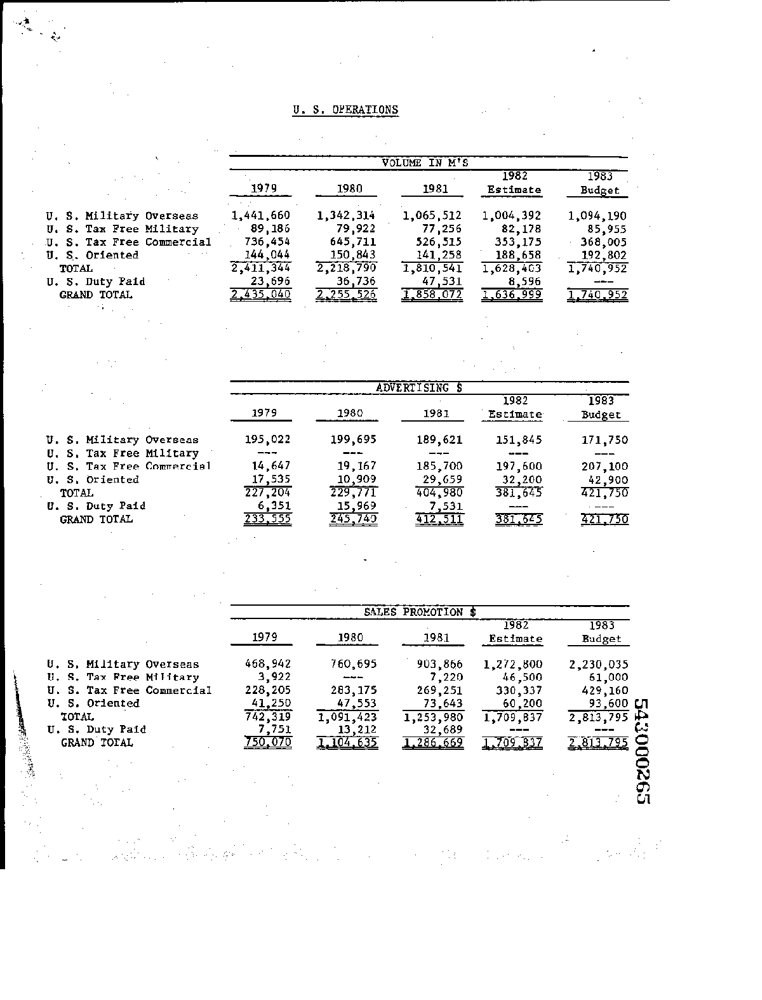 U. S. OPERATIONS
VOLUME IN M'S
1979 1980 1981 1982 Estimate 1983 Budget
U. S. Military Overseas 1,441,660 1,342,314 1,065,512 1,004,392 1,094,190
U. S. Tax Free Military 89,186 79,922 77,256 82,178 85,955
U. S. Tax Free Commercial 736,454 645,711 526,515 353,175 368,005
U. S. Oriented 144,044 150,843 141,258 188,658 192,802
TOTAL 2,411,344 2,218,790 1,810,541 1,628,403 1,740,952
U. S. Duty Paid 23,696 36,736 47,531 8,596 ---
GRAND TOTAL 2,435,040 2,255,526 1,858,072 1,636,999 1,740,952
ADVERTISING $
1979 1980 1981 1982 Estimate 1983 Budget
U. S. Military Overseas 195,022 199,695 189,621 151,845 171,750
U. S. Tax Free Military --- --- --- --- ---
U. S. Tax Free Commercial 14,647 19,167 185,700 197,600 207,100
U. S. Oriented 17,535 10,909 29,659 32,200 42,900
TOTAL 227,204 229,771 404,980 381,645 421,750
U. S. Duty Paid 6,351 15,969 7,531 --- ---
GRAND TOTAL 233,555 245,740 412,511 381,645 421,750
SALES PROMOTION $
1979 1980 1981 1982 Estimate 1983 Budget
U. S. Military Overseas 468,942 760,695 903,866 1,272,800 2,230,035
U. S. Tax Free Military 3,922 --- 7,220 46,500 61,000
U. S. Tax Free Commercial 228,205 283,175 269,251 330,337 429,160
U. S. Oriented 41,250 47,553 73,643 60,200 93,600
TOTAL 742,319 1,091,423 1,253,980 1,709,837 2,813,795
U. S. Duty Paid 7,751 13,212 32,689 --- ---
GRAND TOTAL 750,070 1,104,635 1,286,669 1,709,837 2,813,795
543000265